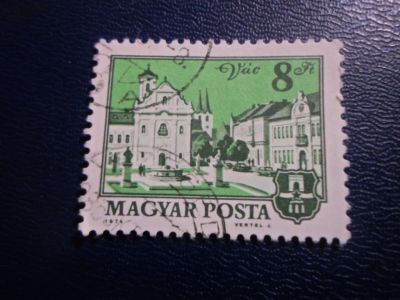 Vác 8 Ft
MAGYAR POSTA
1974 VERTEL J.